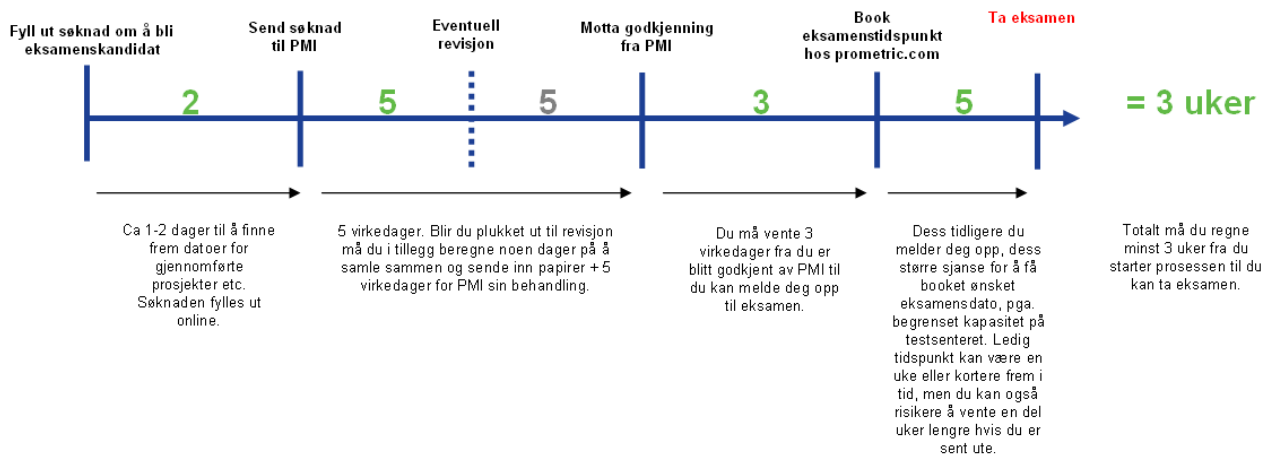 Fyll ut søknad om å bli
eksamenskandidat
Send søknad
til PMI
Eventuell
revisjon
Motta godkjenning
fra PMI
Book
eksamenstidspunkt
hos prometric.com
Ta eksamen
2
5
5
3
5
= 3 uker
Ca 1-2 dager til å finne
frem datoer for
gjennomførte
prosjekter etc.
Søknaden fylles ut
online.
5 virkedager. Blir du plukket ut til revisjon
må du i tillegg beregne noen dager på å
samle sammen og sende inn papirer + 5
virkedager for PMI sin behandling.
Du må vente 3
virkedager fra du er
blitt godkjent av PMI til
du kan melde deg opp
til eksamen.
Dess tidligere du
melder deg opp, dess
større sjanse for å få
booket ønsket
eksamensdato, pga.
begrenset kapasitet på
testsenteret. Ledig
tidspunkt kan være en
uke eller kortere frem i
tid, men du kan også
risikere å vente en del
uker lengre hvis du er
sent ute.
Totalt må du regne
minst 3 uker fra du
starter prosessen til du
kan ta eksamen.